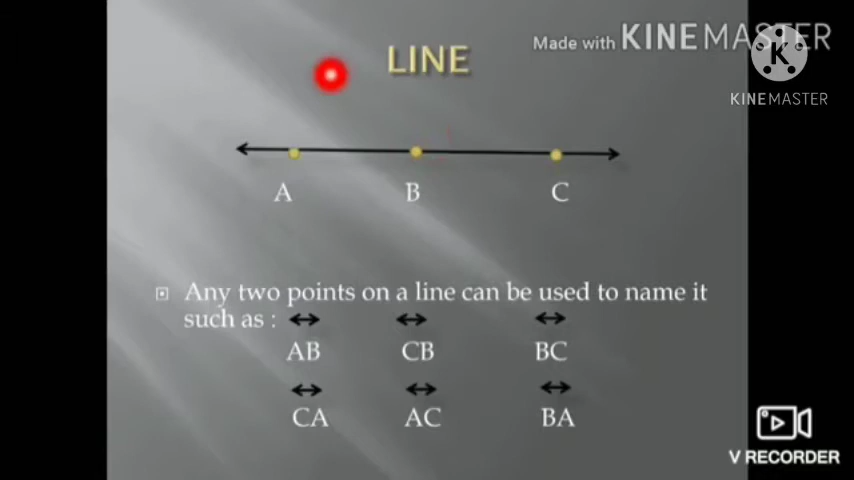 LINE
Made with KINEMASTER
K
KINEMASTER
A B C
Any two points on a line can be used to name it
such as :
AB CB BC
CA AC BA
V RECORDER